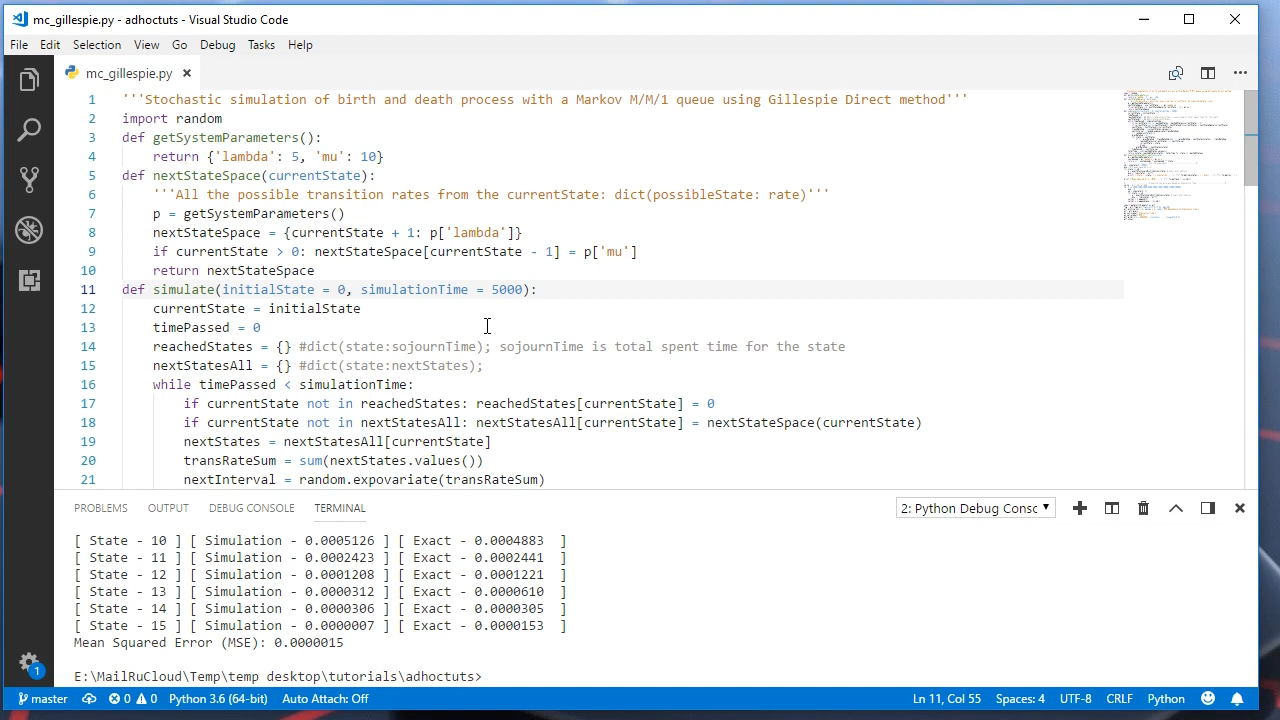 mc_gillespie.py - adhoctuts - Visual Studio Code
File Edit Selection View Go Debug Tasks Help
mc_gillespie.py
1 '''Stochastic simulation of birth and death process with a Markov M/M/1 queue using Gillespie Direct method'''
2 import random
3 def getSystemParameters():
4 return {'lambda': 5, 'mu': 10}
5 def nextStateSpace(currentState):
6 '''All the possible transition rates from the currentState: dict(possibleState: rate)'''
7 p = getSystemParameters()
8 nextStateSpace = {currentState + 1: p['lambda']}
9 if currentState > 0: nextStateSpace[currentState - 1] = p['mu']
10 return nextStateSpace
11 def simulate(initialState = 0, simulationTime = 5000):
12 currentState = initialState
13 timePassed = 0
14 reachedStates = {} #dict(state:sojournTime); sojournTime is total spent time for the state
15 nextStatesAll = {} #dict(state:nextStates);
16 while timePassed < simulationTime:
17 if currentState not in reachedStates: reachedStates[currentState] = 0
18 if currentState not in nextStatesAll: nextStatesAll[currentState] = nextStateSpace(currentState)
19 nextStates = nextStatesAll[currentState]
20 transRateSum = sum(nextStates.values())
21 nextInterval = random.expovariate(transRateSum)
PROBLEMS OUTPUT DEBUG CONSOLE TERMINAL 2: Python Debug Consc
[ State - 10 ] [ Simulation - 0.0005126 ] [ Exact - 0.0004883 ]
[ State - 11 ] [ Simulation - 0.0002423 ] [ Exact - 0.0002441 ]
[ State - 12 ] [ Simulation - 0.0001208 ] [ Exact - 0.0001221 ]
[ State - 13 ] [ Simulation - 0.0000312 ] [ Exact - 0.0000610 ]
[ State - 14 ] [ Simulation - 0.0000306 ] [ Exact - 0.0000305 ]
[ State - 15 ] [ Simulation - 0.0000007 ] [ Exact - 0.0000153 ]
Mean Squared Error (MSE): 0.0000015
E:\MailRuCloud\Temp\temp desktop\tutorials\adhoctuts>
1
master 0 0 Python 3.6 (64-bit) Auto Attach: Off Ln 11, Col 55 Spaces: 4 UTF-8 CRLF Python